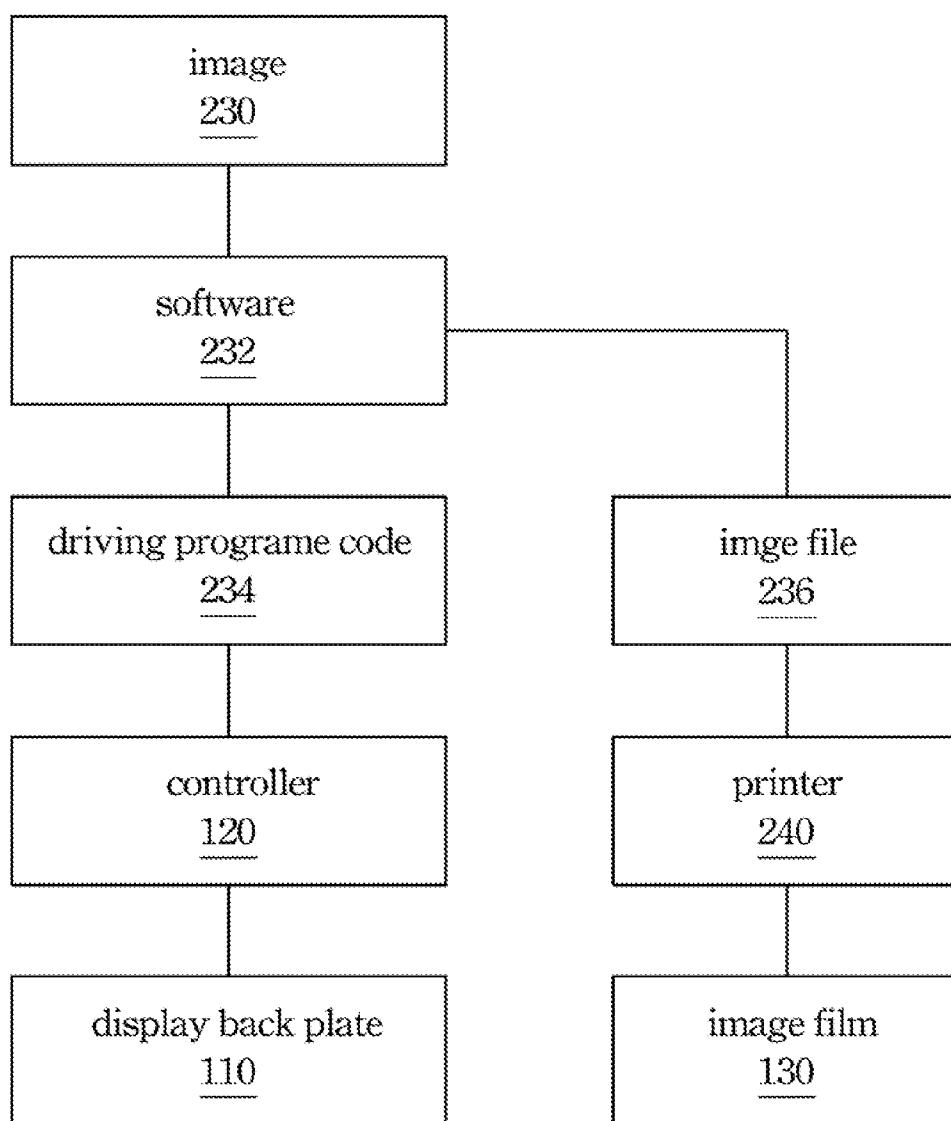 image
230
software
232
driving programe code
234
imge file
236
controller
120
printer
240
display back plate
110
image film
130